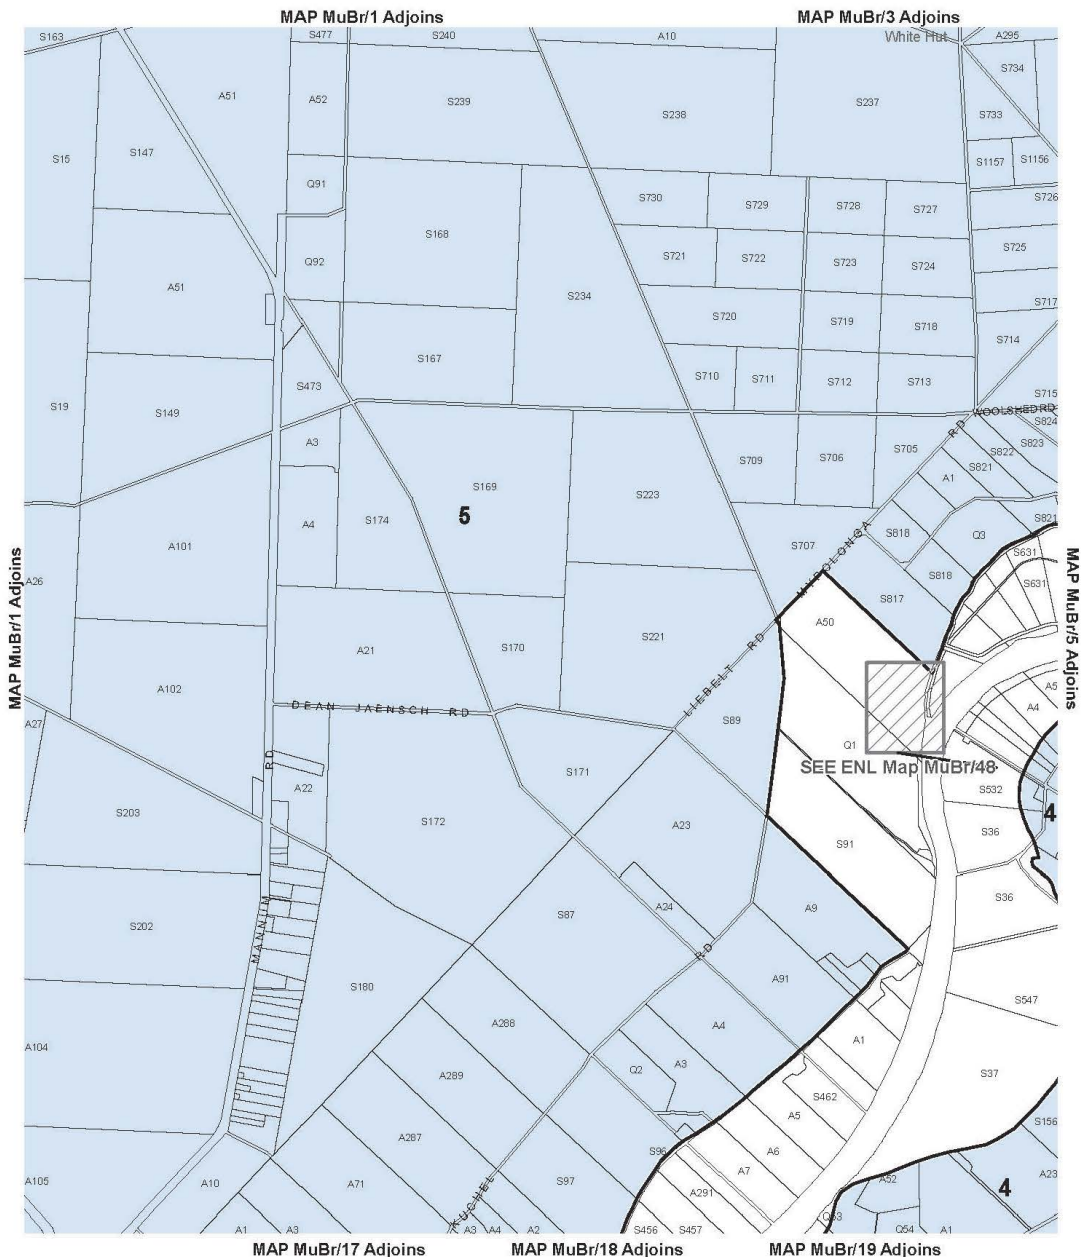 MAP MuBr/1 Adjoins
MAP MuBr/3 Adjoins
S163
S477
S240
A10
White Hut
A295
S734
A51
A52
S239
S238
S237
S733
S15
S147
S1157
S1156
Q91
S730
S729
S728
S727
S726
S168
Q92
S721
S722
S723
S724
S725
A51
S234
S717
S720
S719
S718
S714
S167
S710
S711
S712
S713
S473
S715
S19
S149
WOOLSHED RD
S824
A3
RD
S823
S822
S705
S709
S706
S821
A1
S169
S223
5
A4
S174
S818
Q3
S821
A101
S707
MYPOLONGA
S631
MAP MuBr/1 Adjoins
A26
S818
S631
MAP MuBr/5 Adjoins
S817
A50
A21
S170
S221
LIEBELT RD
A102
A5
DEAN JAENSCH RD
A4
A27
S89
Q1
SEE ENL Map MuBr/48
RD
S171
A22
S532
S203
S172
A23
4
S36
S91
S87
A24
A9
S36
MANNIN
S202
RD
A91
S180
S547
A288
A4
A104
A1
A3
Q2
S37
A289
S462
A5
S156
A287
S96
A6
A7
A23
A105
A10
A71
S97
A52
4
A291
KUCHEL
Q53
A1
A3
A3
A4
A2
S456
S457
Q54
A1
MAP MuBr/17 Adjoins
MAP MuBr/18 Adjoins
MAP MuBr/19 Adjoins